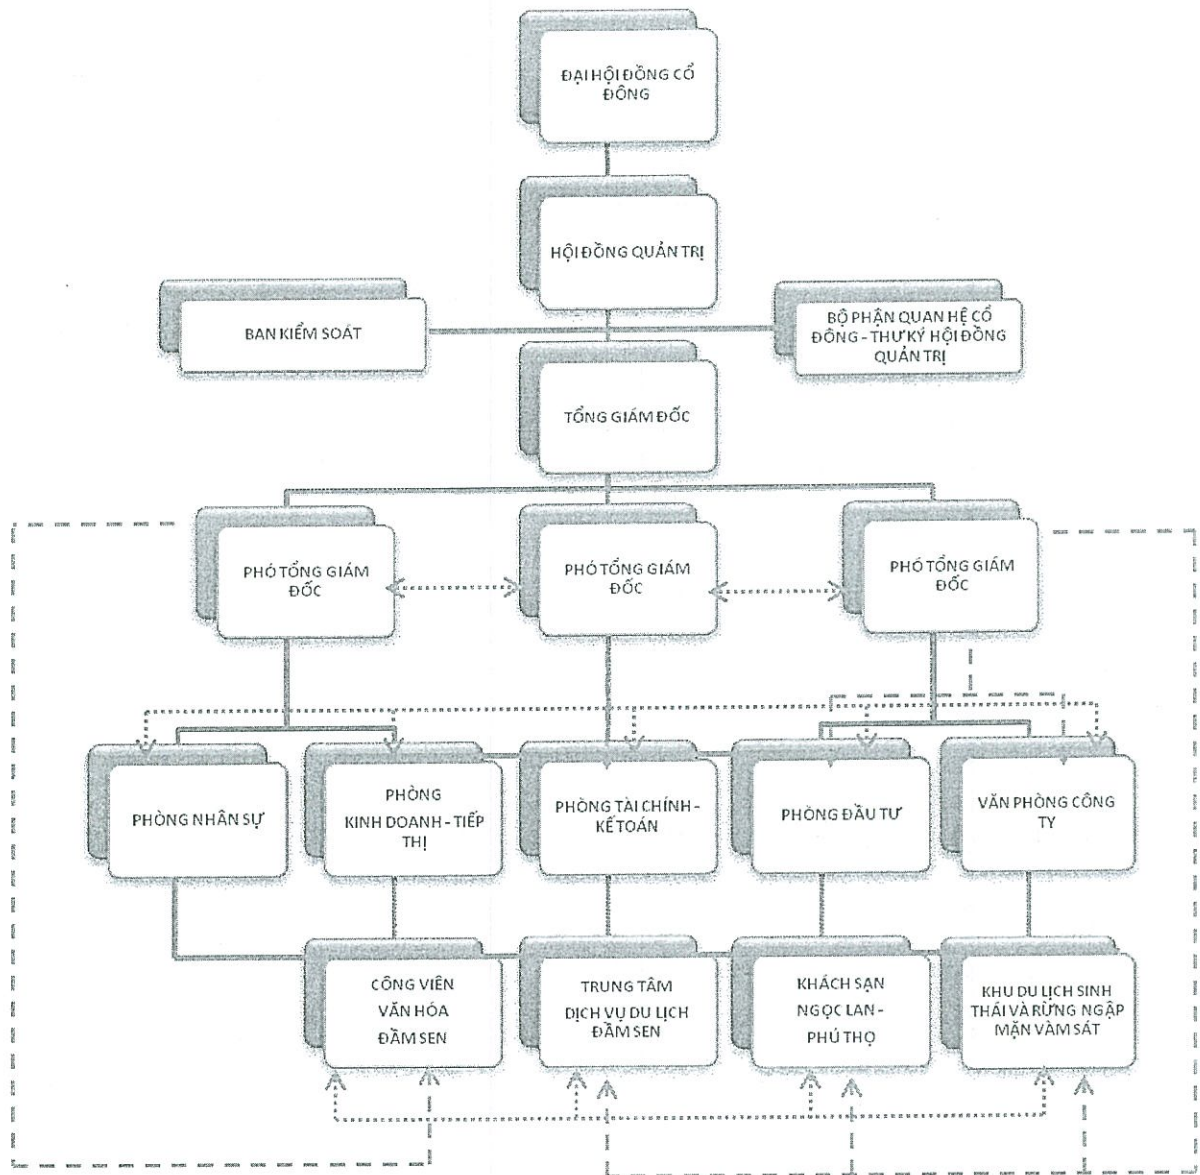 ĐẠI HỘI ĐỒNG CỔ
ĐÔNG
HỘI ĐỒNG QUẢN TRỊ
BAN KIỂM SOÁT
BỘ PHẬN QUAN HỆ CỔ
ĐÔNG - THƯ KÝ HỘI ĐỒNG
QUẢN TRỊ
TỔNG GIÁM ĐỐC
PHÓ TỔNG GIÁM
ĐỐC
PHÓ TỔNG GIÁM
ĐỐC
PHÓ TỔNG GIÁM
ĐỐC
PHÒNG NHÂN SỰ
PHÒNG
KINH DOANH - TIẾP
THỊ
PHÒNG TÀI CHÍNH -
KẾ TOÁN
PHÒNG ĐẦU TƯ
VĂN PHÒNG CÔNG
TY
CÔNG VIÊN
VĂN HÓA
ĐẦM SEN
TRUNG TÂM
DỊCH VỤ DU LỊCH
ĐẦM SEN
KHÁCH SẠN
NGỌC LAN -
PHÚ THỌ
KHU DU LỊCH SINH
THÁI VÀ RỪNG NGẬP
MẶN VÀM SÁT